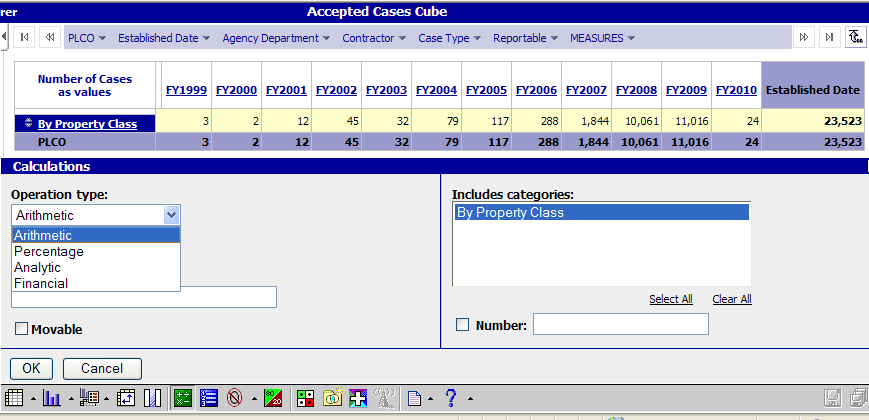 rer Accepted Cases Cube
PLCO Established Date Agency Department Contractor Case Type Reportable MEASURES
Number of Cases as values FY1999 FY2000 FY2001 FY2002 FY2003 FY2004 FY2005 FY2006 FY2007 FY2008 FY2009 FY2010 Established Date
By Property Class 3 2 12 45 32 79 117 288 1,844 10,061 11,016 24 23,523
PLCO 3 2 12 45 32 79 117 288 1,844 10,061 11,016 24 23,523
Calculations
Operation type:
Arithmetic
Arithmetic
Percentage
Analytic
Financial
Movable
Includes categories:
By Property Class
Select All Clear All
Number:
OK Cancel